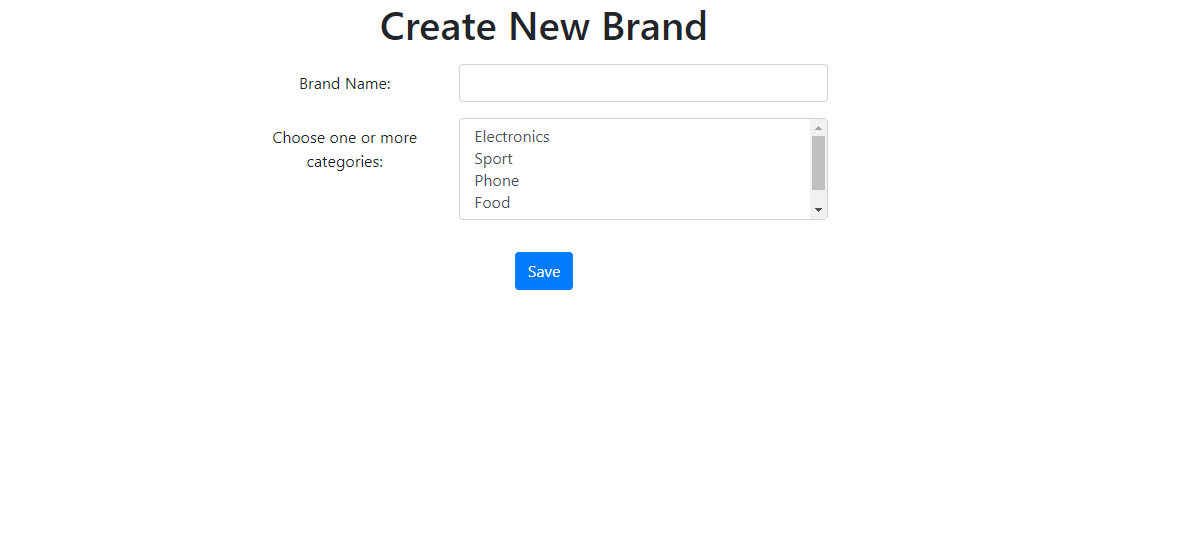 Create New Brand
Brand Name:
Choose one or more
categories:
Electronics
Sport
Phone
Food
Save